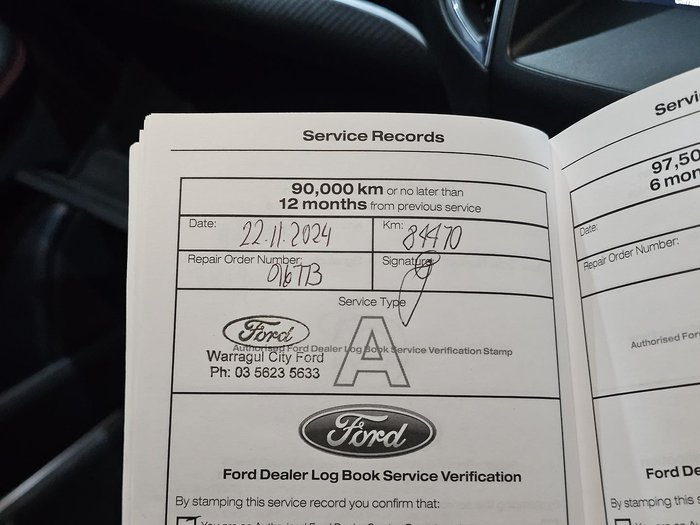 Service Records
90,000 km or no later than
12 months from previous service
Date: 22.11.2024
Km: 84470
Repair Order Number:
Signature
Service Type
A
Ford
Authorised Ford Dealer Log Book Service Verification Stamp
Warragul City Ford
Ph: 03 5623 5633
Ford
Ford Dealer Log Book Service Verification
By stamping this service record you confirm that:
Servi
97,50
6 mon
Date:
Repair Order Number:
Authorised For
Ford De
By stamping this s